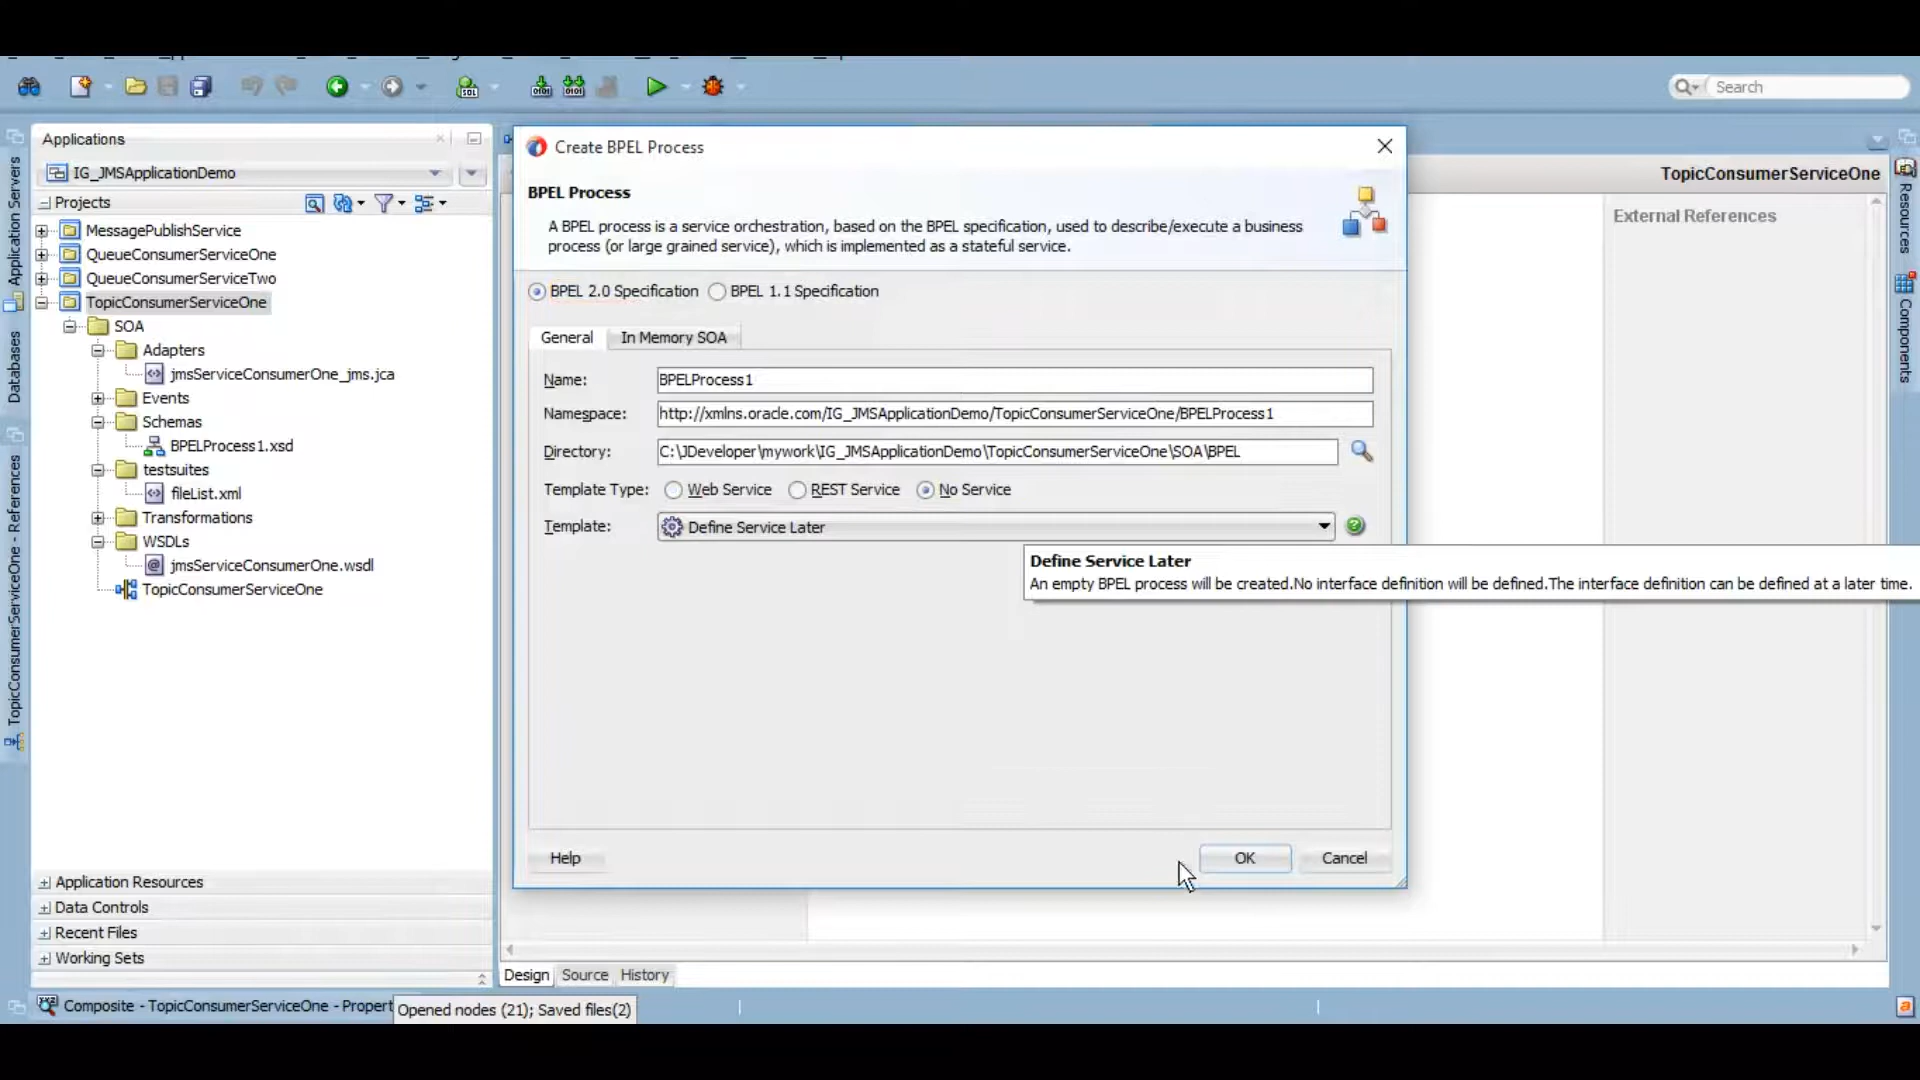 Search
Applications
IG_JMSApplicationDemo
Projects
MessagePublishService
QueueConsumerServiceOne
QueueConsumerServiceTwo
TopicConsumerServiceOne
SOA
Adapters
jmsServiceConsumerOne_jms.jca
Events
Schemas
BPELProcess1.xsd
testsuites
fileList.xml
Transformations
WSDLs
jmsServiceConsumerOne.wsdl
TopicConsumerServiceOne
Application Resources
Data Controls
Recent Files
Working Sets
Application Servers
Databases
TopicConsumerServiceOne - References
Create BPEL Process
BPEL Process
A BPEL process is a service orchestration, based on the BPEL specification, used to describe/execute a business
process (or large grained service), which is implemented as a stateful service.
BPEL 2.0 Specification BPEL 1.1 Specification
General In Memory SOA
Name: BPELProcess1
Namespace: http://xmlns.oracle.com/IG_JMSApplicationDemo/TopicConsumerServiceOne/BPELProcess1
Directory: C:\JDeveloper\mywork\IG_JMSApplicationDemo\TopicConsumerServiceOne\SOA\BPEL
Template Type: Web Service REST Service No Service
Template: Define Service Later
Define Service Later
An empty BPEL process will be created.No interface definition will be defined.The interface definition can be defined at a later time.
Help OK Cancel
TopicConsumerServiceOne
External References
Resources
Components
Design Source History
Composite - TopicConsumerServiceOne - Propert
Opened nodes (21); Saved files(2)